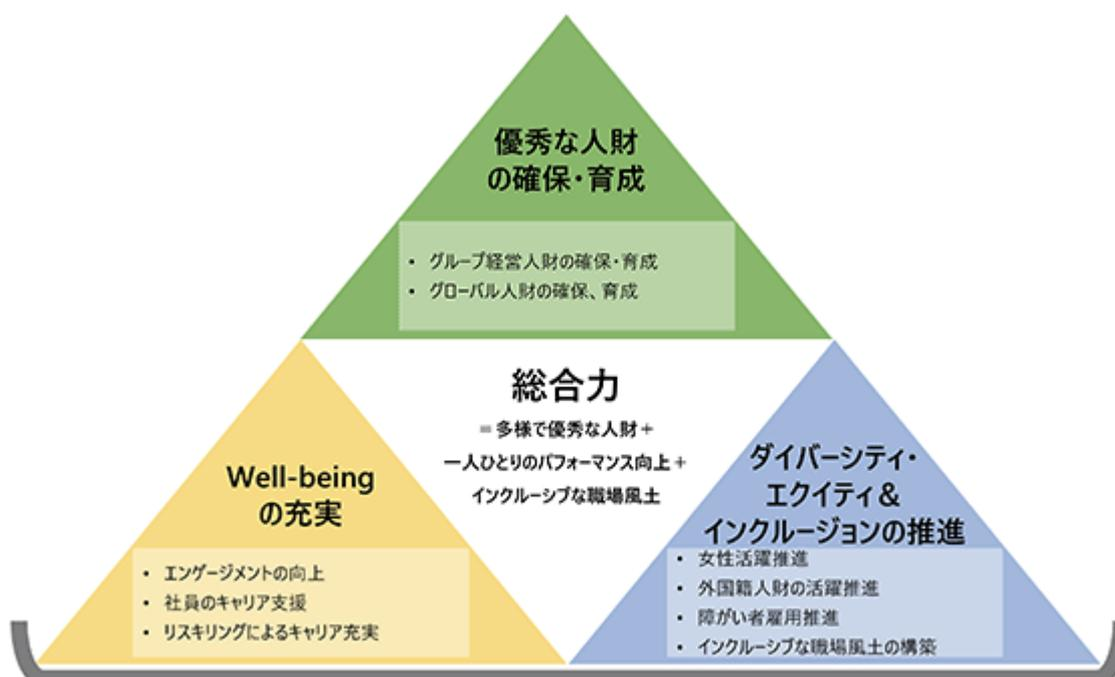 優秀な人財
の確保・育成
• グループ経営人財の確保・育成
• グローバル人財の確保、育成
総合力
＝多様で優秀な人財＋
一人ひとりのパフォーマンス向上＋
インクルーシブな職場風土
Well-being
の充実
• エンゲージメントの向上
• 社員のキャリア支援
• リスキリングによるキャリア充実
ダイバーシティ・
エクイティ＆
インクルージョンの推進
• 女性活躍推進
• 外国籍人財の活躍推進
• 障がい者雇用推進
• インクルーシブな職場風土の構築